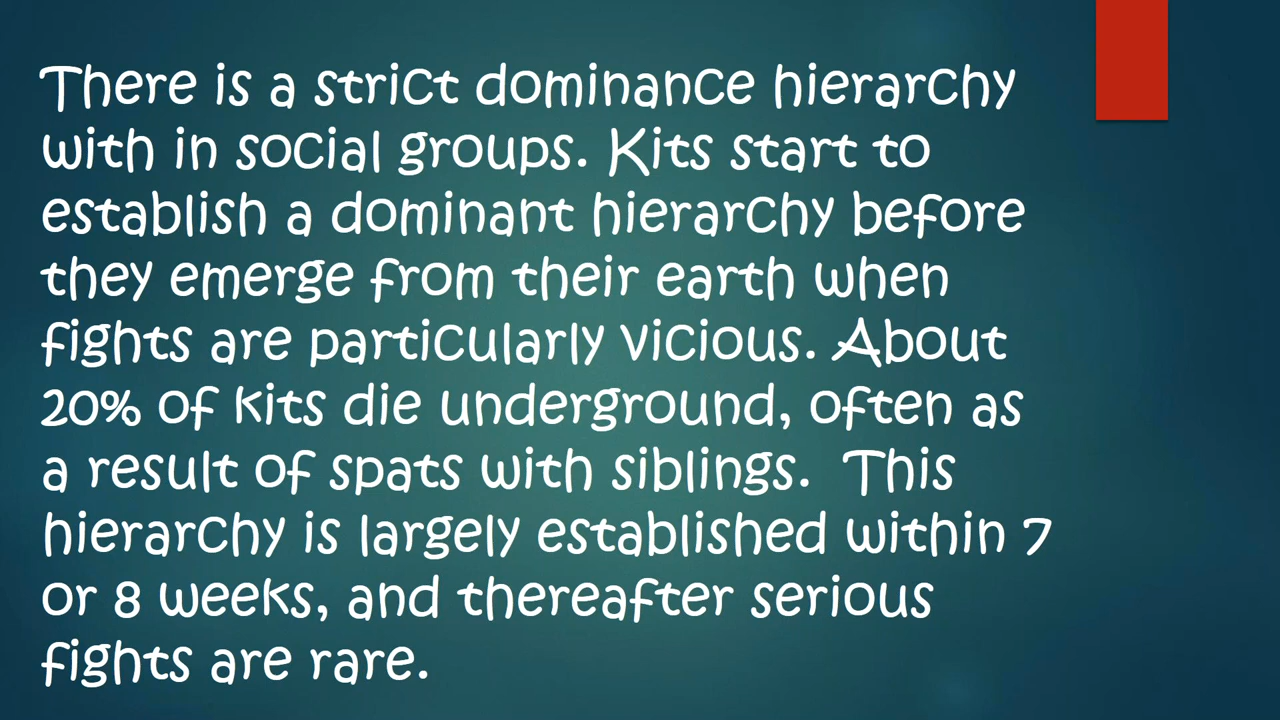 There is a strict dominance hierarchy
with in social groups. Kits start to
establish a dominant hierarchy before
they emerge from their earth when
fights are particularly vicious. About
20% of kits die underground, often as
a result of spats with siblings.  This
hierarchy is largely established within 7
or 8 weeks, and thereafter serious
fights are rare.